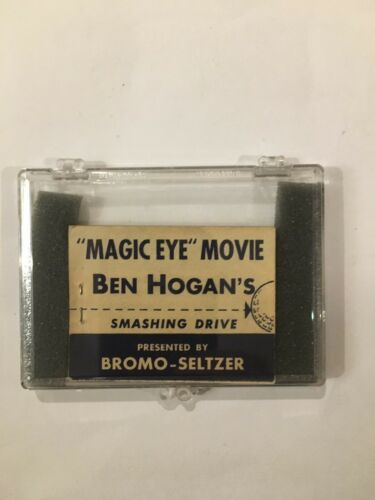 "MAGIC EYE" MOVIE
BEN HOGAN'S
SMASHING DRIVE
PRESENTED BY
BROMO-SELTZER